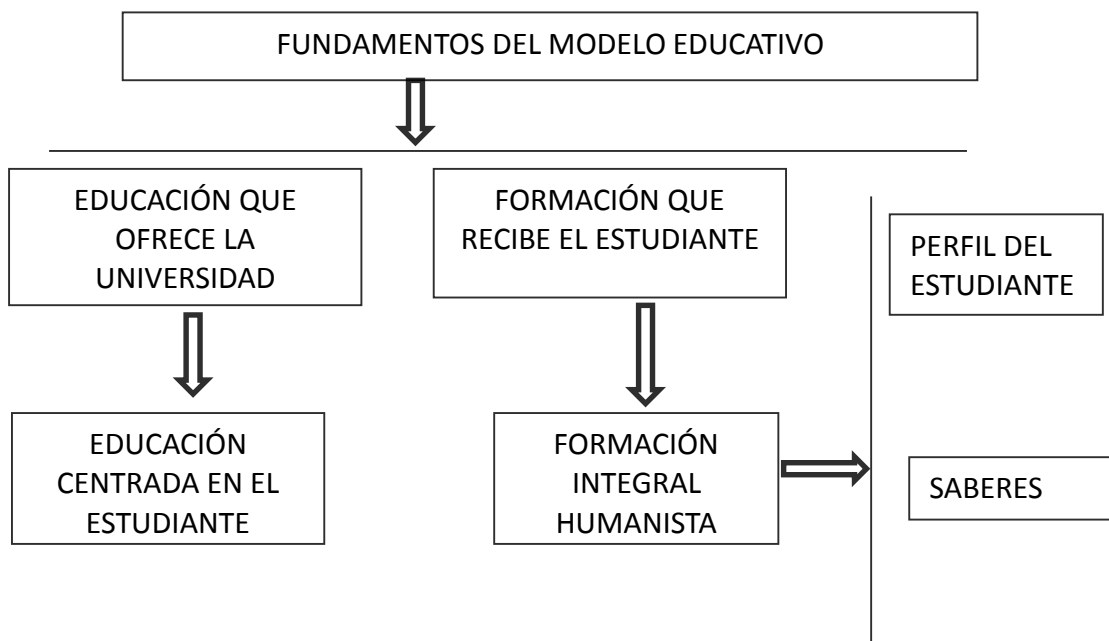 FUNDAMENTOS DEL MODELO EDUCATIVO
EDUCACIÓN QUE
OFRECE LA
UNIVERSIDAD
FORMACIÓN QUE
RECIBE EL ESTUDIANTE
PERFIL DEL
ESTUDIANTE
EDUCACIÓN
CENTRADA EN EL
ESTUDIANTE
FORMACIÓN
INTEGRAL
HUMANISTA
SABERES